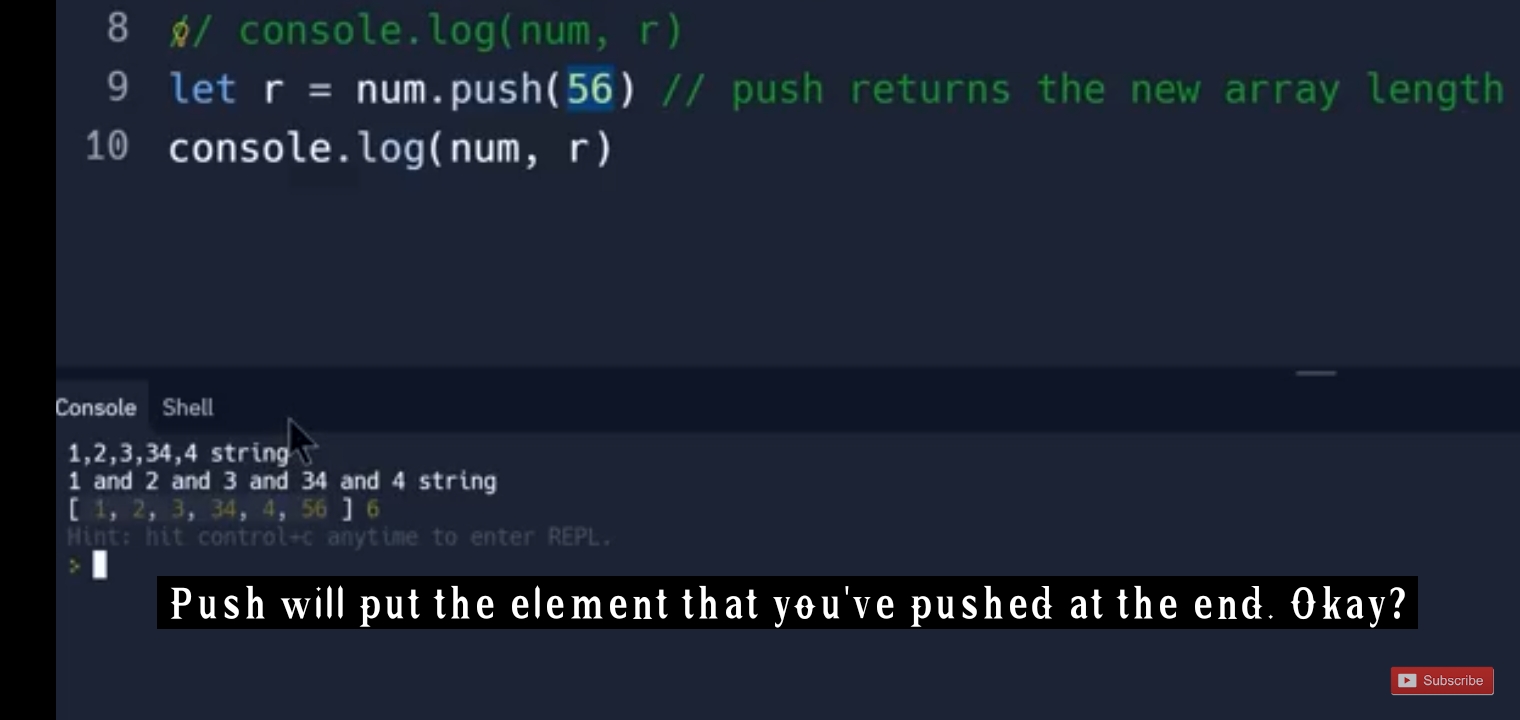 8 // console.log(num, r)
9 let r = num.push(56) // push returns the new array length
10 console.log(num, r)
Console Shell
1,2,3,34,4 string
1 and 2 and 3 and 34 and 4 string
[ 1, 2, 3, 34, 4, 56 ] 6
Hint: hit control+c anytime to enter REPL.
>
Push will put the element that you've pushed at the end. Okay?
Subscribe